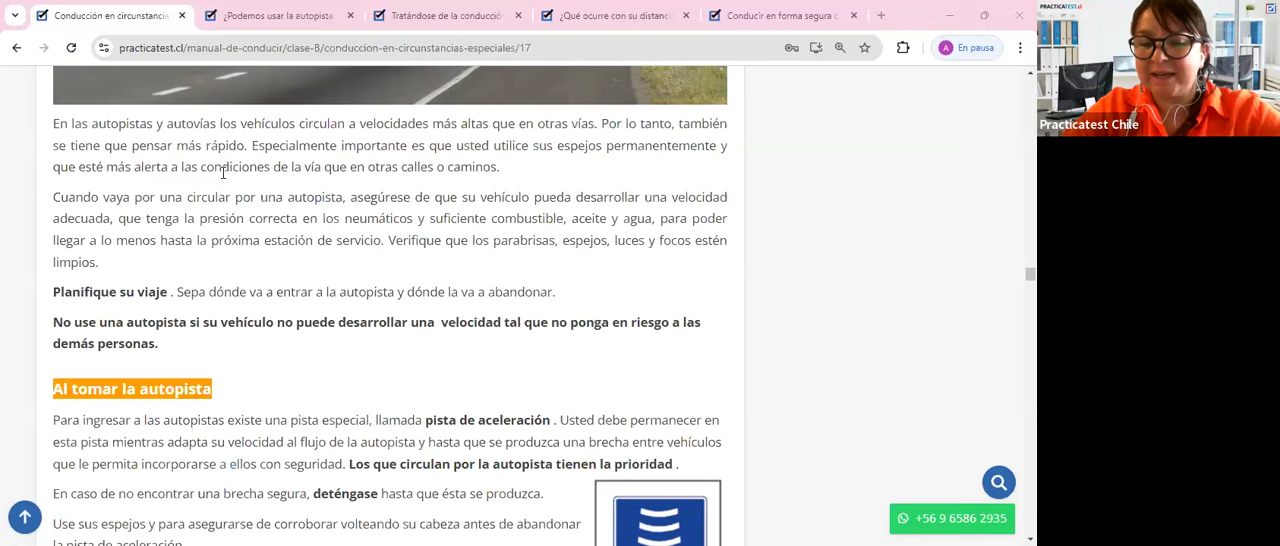 Conducción en circunstancia
¿Podemos usar la autopista
Tratándose de la conducción
¿Qué ocurre con su distanci
Conducir en forma segura d
practicatest.cl/manual-de-conducir/clase-B/conduccion-en-circunstancias-especiales/17
A
En pausa
PRACTICATEST.cl
Practicatest Chile
En las autopistas y autovías los vehículos circulan a velocidades más altas que en otras vías. Por lo tanto, también
se tiene que pensar más rápido. Especialmente importante es que usted utilice sus espejos permanentemente y
que esté más alerta a las condiciones de la vía que en otras calles o caminos.
Cuando vaya por una circular por una autopista, asegúrese de que su vehículo pueda desarrollar una velocidad
adecuada, que tenga la presión correcta en los neumáticos y suficiente combustible, aceite y agua, para poder
llegar a lo menos hasta la próxima estación de servicio. Verifique que los parabrisas, espejos, luces y focos estén
limpios.
Planifique su viaje . Sepa dónde va a entrar a la autopista y dónde la va a abandonar.
No use una autopista si su vehículo no puede desarrollar una velocidad tal que no ponga en riesgo a las
demás personas.
Al tomar la autopista
Para ingresar a las autopistas existe una pista especial, llamada pista de aceleración . Usted debe permanecer en
esta pista mientras adapta su velocidad al flujo de la autopista y hasta que se produzca una brecha entre vehículos
que le permita incorporarse a ellos con seguridad. Los que circulan por la autopista tienen la prioridad .
En caso de no encontrar una brecha segura, deténgase hasta que ésta se produzca.
Use sus espejos y para asegurarse de corroborar volteando su cabeza antes de abandonar
la pista de aceleración.
+56 9 6586 2935